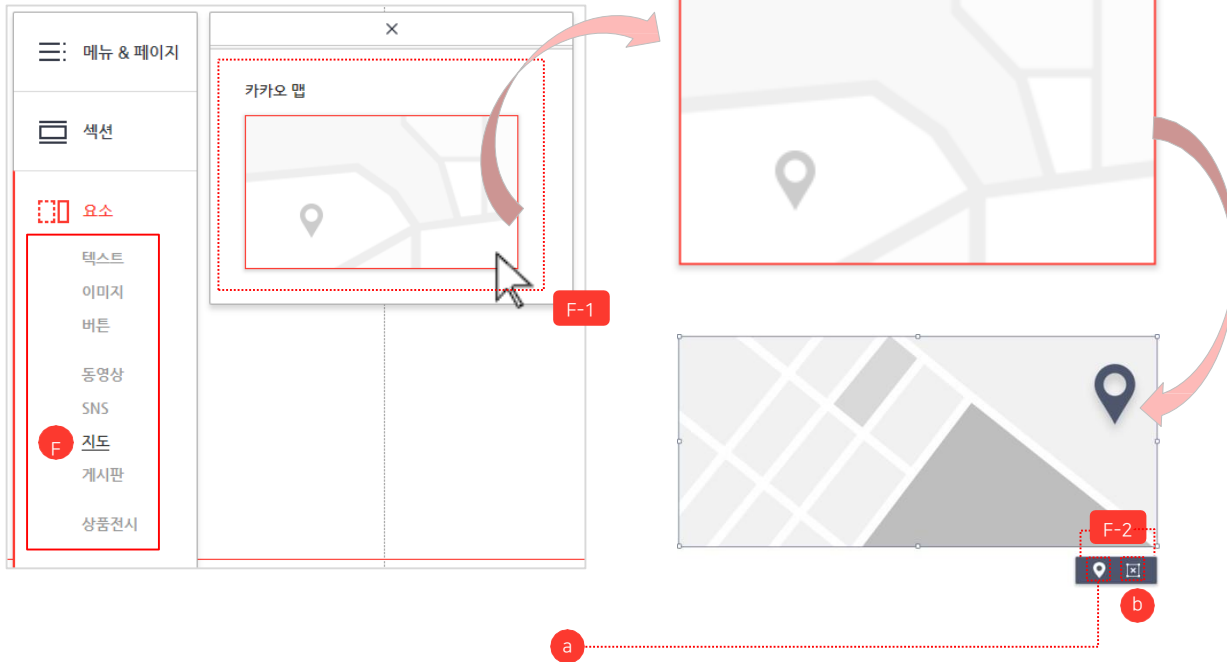 메뉴 & 페이지
섹션
요소
텍스트
이미지
버튼
동영상
SNS
F
지도
게시판
상품전시
카카오 맵
F-1
F-2
a
b